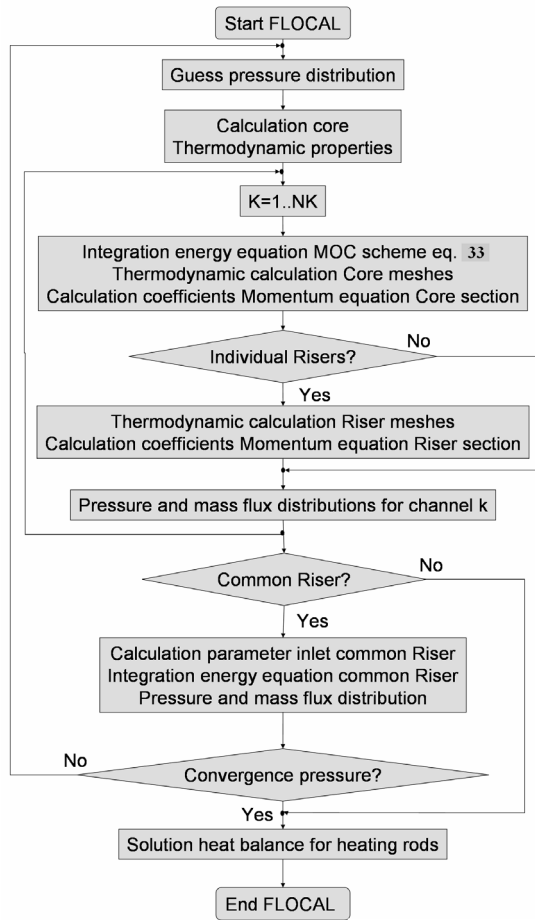 Start FLOCAL
Guess pressure distribution
Calculation core
Thermodynamic properties
K=1..NK
Integration energy equation MOC scheme eq. 33
Thermodynamic calculation Core meshes
Calculation coefficients Momentum equation Core section
No
Individual Risers?
Yes
Thermodynamic calculation Riser meshes
Calculation coefficients Momentum equation Riser section
Pressure and mass flux distributions for channel k
No
Common Riser?
Yes
Calculation parameter inlet common Riser
Integration energy equation common Riser
Pressure and mass flux distribution
No
Convergence pressure?
Yes
Solution heat balance for heating rods
End FLOCAL